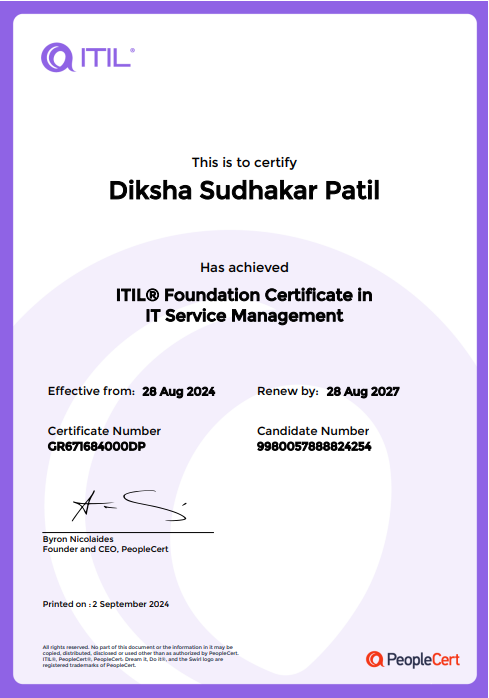 ITIL®
This is to certify
Diksha Sudhakar Patil
Has achieved
ITIL® Foundation Certificate in
IT Service Management
Effective from: 28 Aug 2024 Renew by: 28 Aug 2027
Certificate Number Candidate Number
GR671684000DP 9980057888824254
Byron Nicolaides
Founder and CEO, PeopleCert
Printed on : 2 September 2024
All rights reserved. No part of this document or the information in it may be
copied, distributed, disclosed or used other than as authorized by PeopleCert.
ITIL®, PeopleCert®, PeopleCert: Dream it, Do it®, and the Swirl logo are
registered trademarks of PeopleCert.
PeopleCert